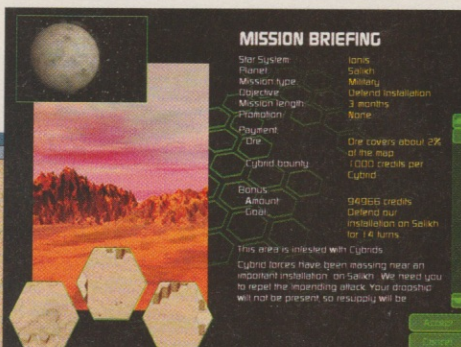 MISSION BRIEFING
Star System Ionis
Planet Salikh
Mission type Military
Objective Defend Installation
Mission length 3 months
Promotion None
Payment
Ore Ore covers about 2%
of the map
Cybrid bounty 1000 credits per
Cybrid
Bonus
Amount 94966 credits
Goal Defend our
installation on Salikh
for 14 turns
This area is infested with Cybrids
Cybrid forces have been massing near an
important installation on Salikh. We need you
to repel the impending attack. Your dropship
will not be present, so resupply will be
Accept
Cancel